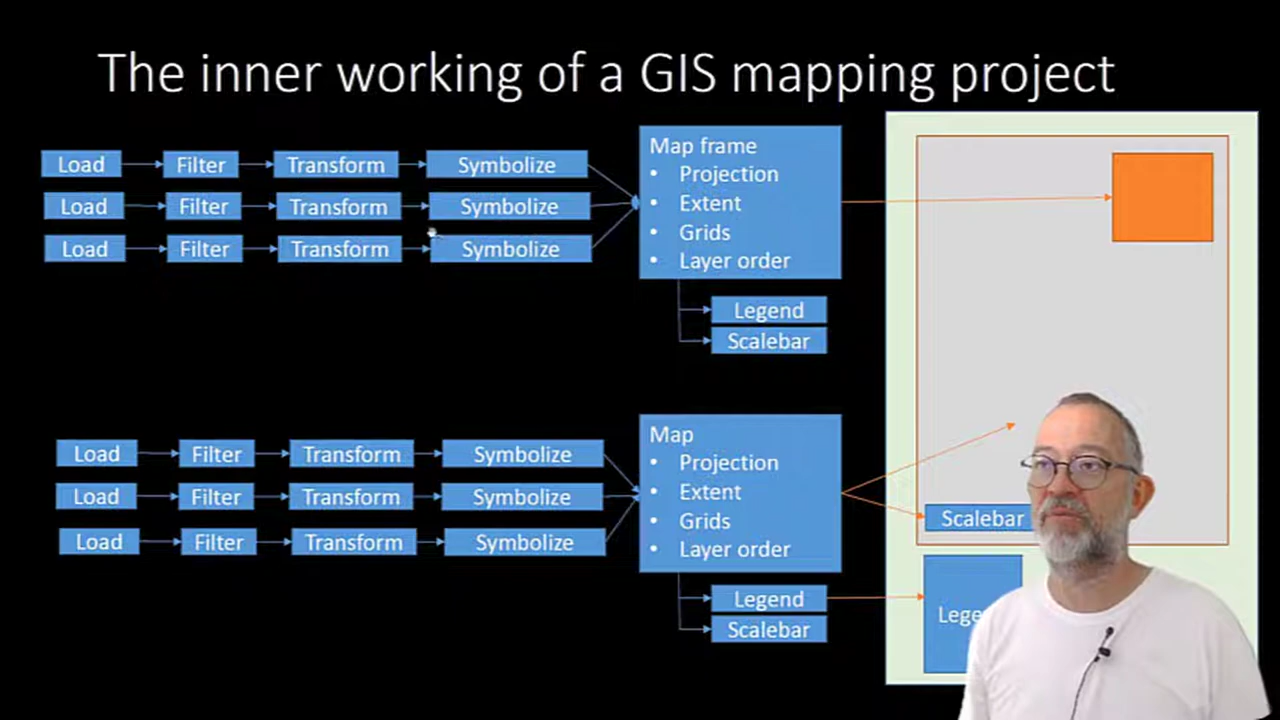 The inner working of a GIS mapping project
Load Filter Transform Symbolize
Load Filter Transform Symbolize
Load Filter Transform Symbolize
Map frame
• Projection
• Extent
• Grids
• Layer order
Legend
Scalebar
Load Filter Transform Symbolize
Load Filter Transform Symbolize
Load Filter Transform Symbolize
Map
• Projection
• Extent
• Grids
• Layer order
Legend
Scalebar
Scalebar